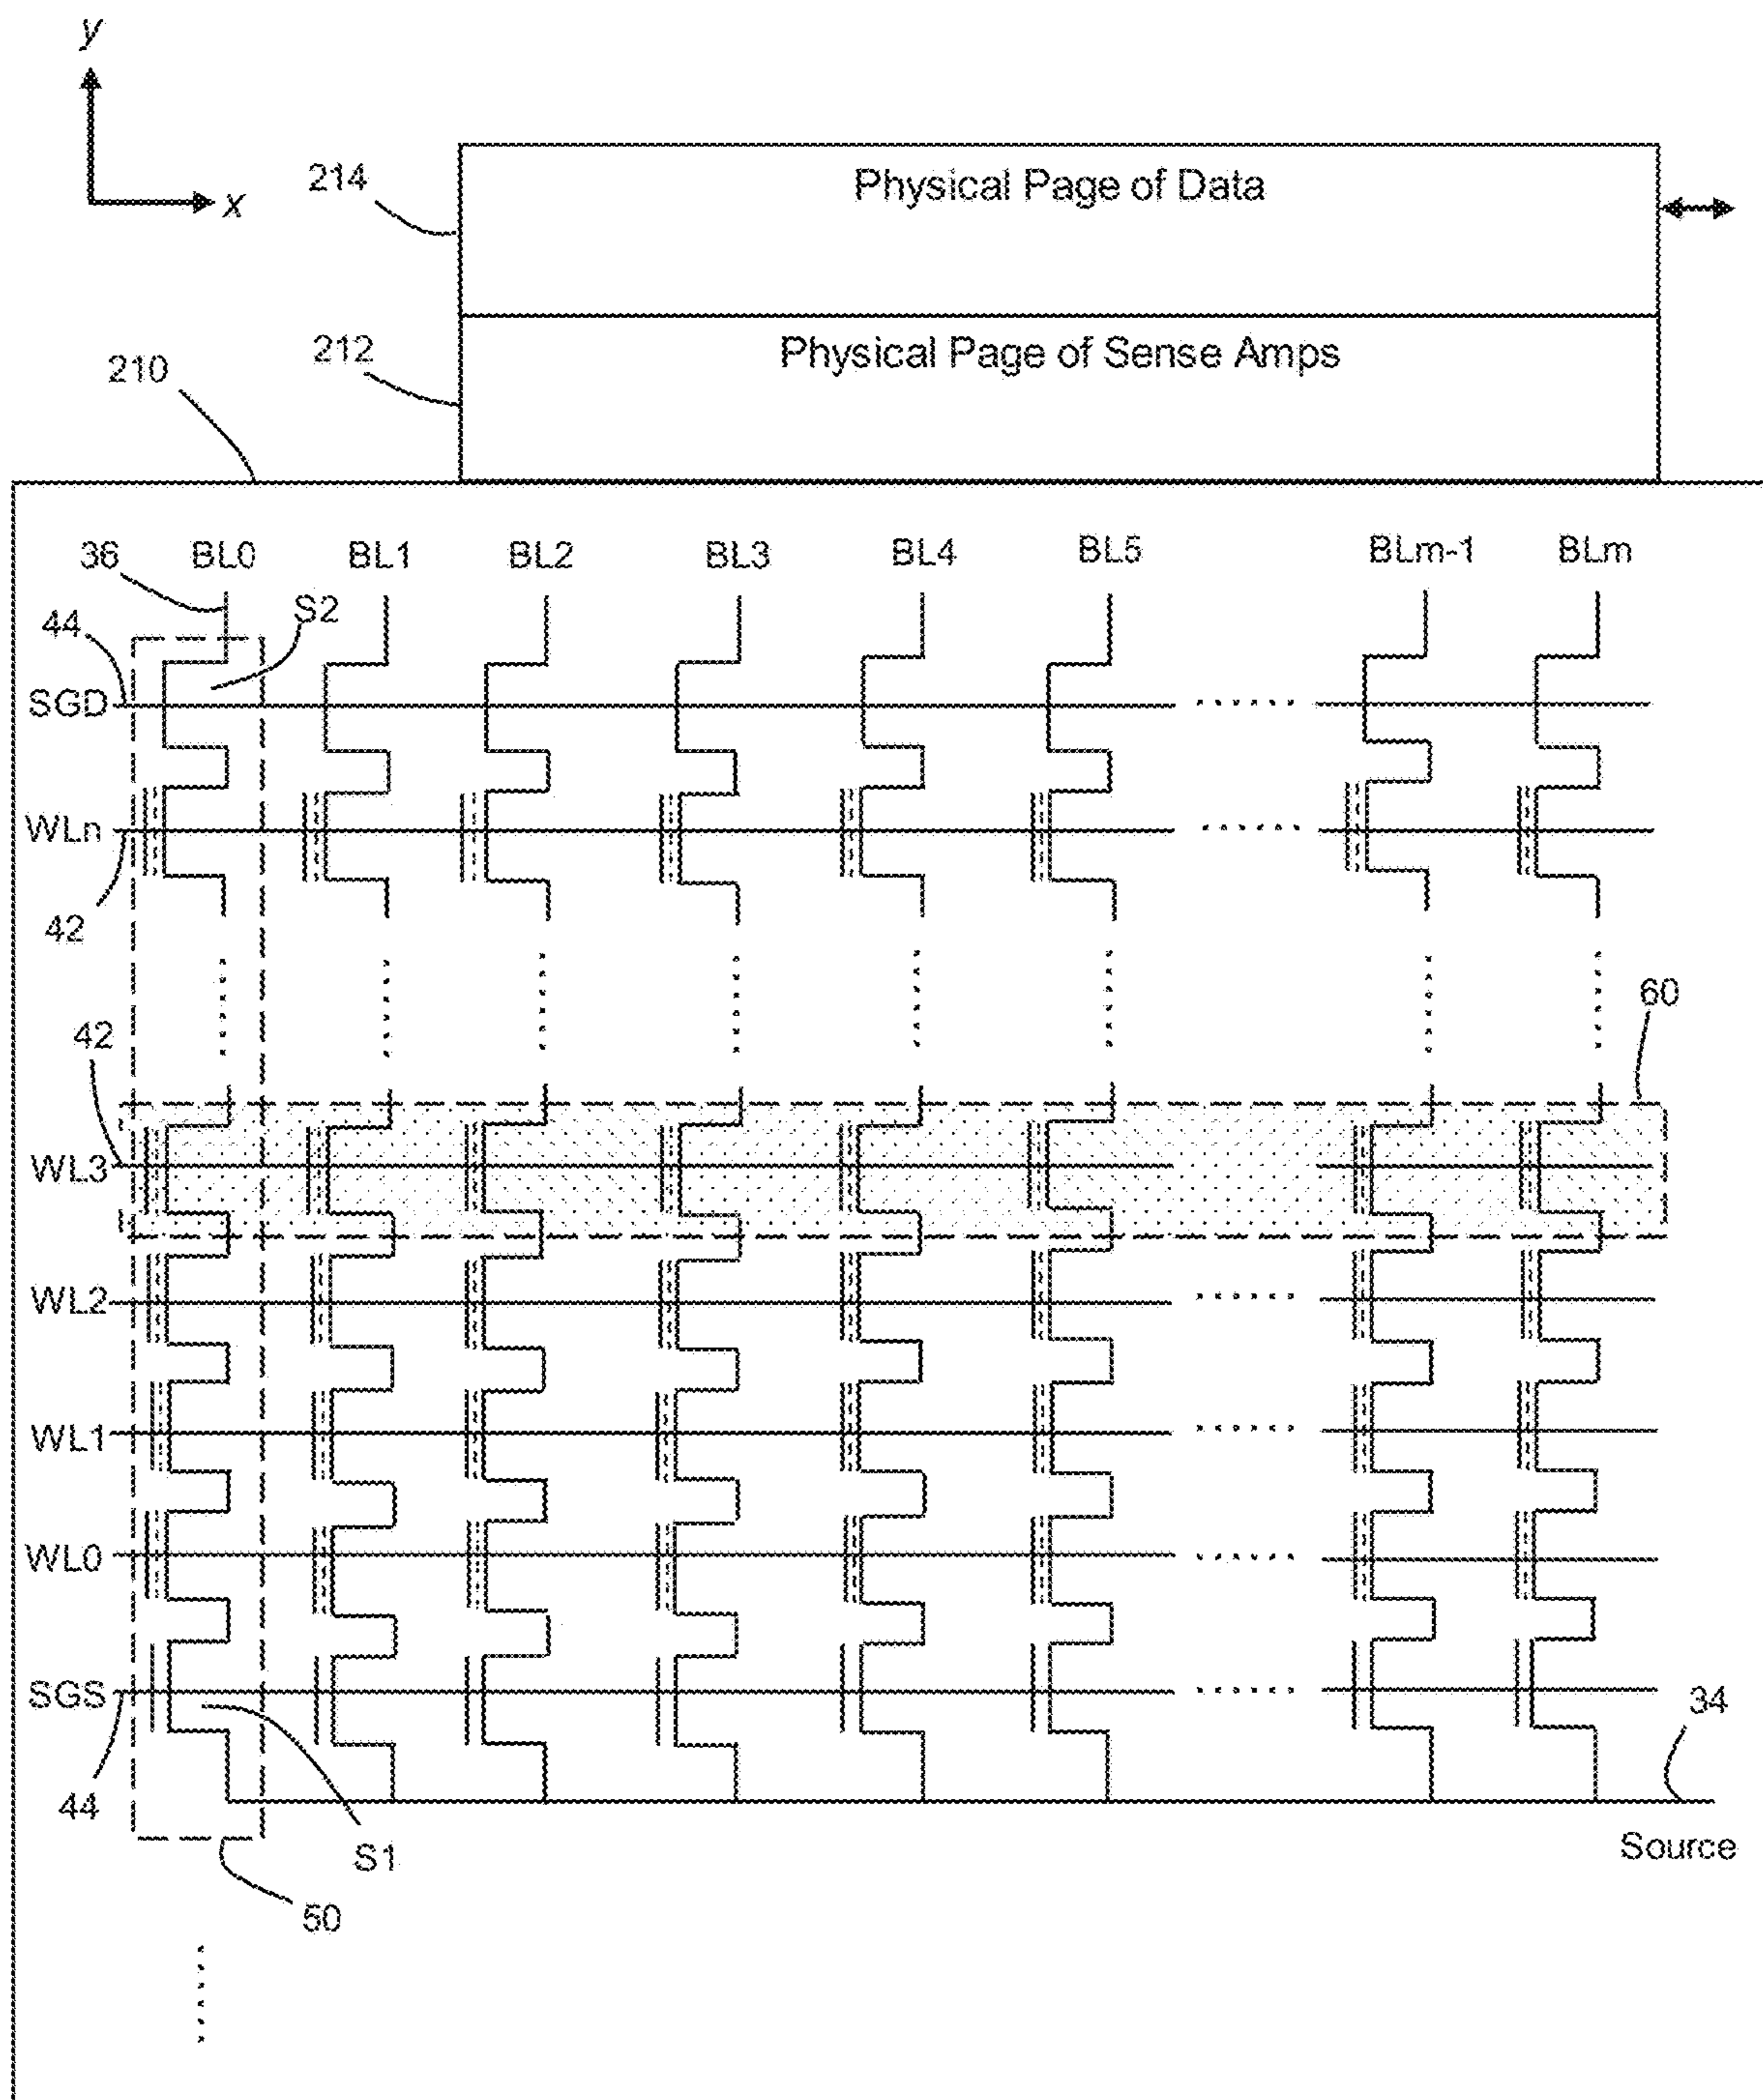 y
x
214
Physical Page of Data
212
Physical Page of Sense Amps
210
36 BL0 BL1 BL2 BL3 BL4 BL5 BLm-1 BLm
S2
44
SGD
WLn
42
60
42
WL3
WL2
WL1
WL0
SGS
34
44
S1
Source
50